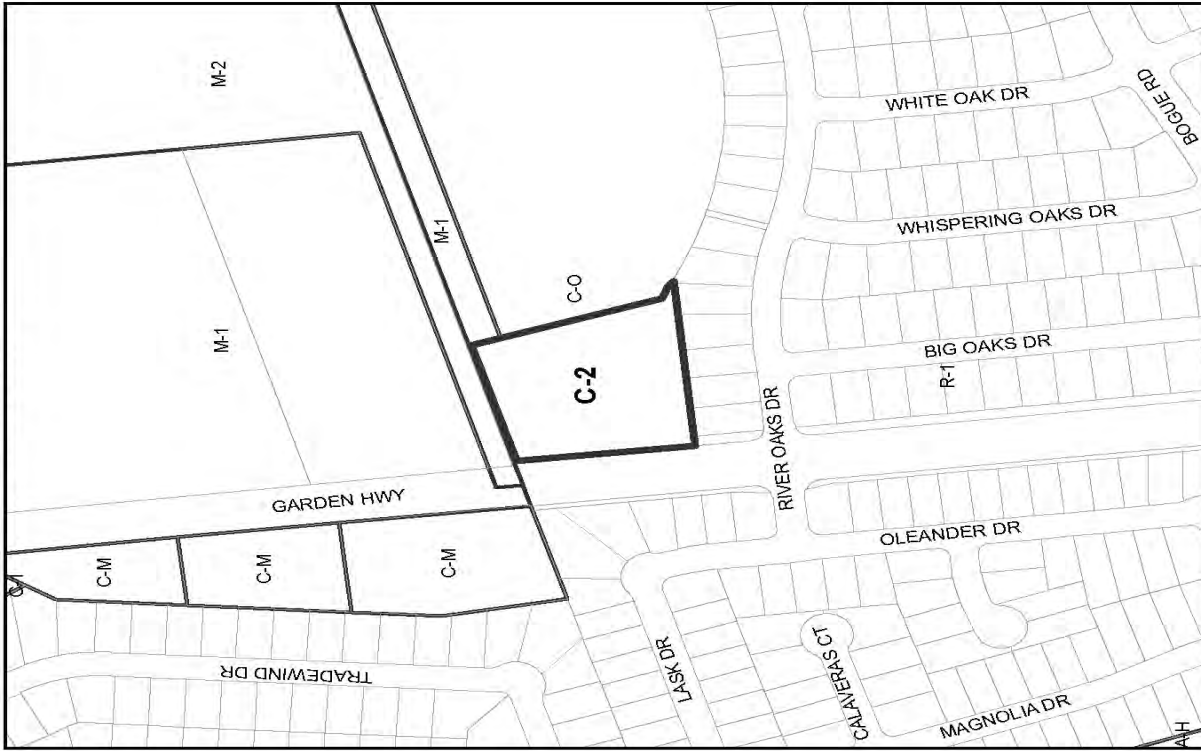 M-2
WHITE OAK DR
BOGUE RD
M-1
WHISPERING OAKS DR
M-1
C-O
BIG OAKS DR
R-1
C-2
RIVER OAKS DR
GARDEN HWY
OLEANDER DR
C-M
C-M
C-M
LASK DR
TRADEWIND DR
CALAVERAS CT
MAGNOLIA DR